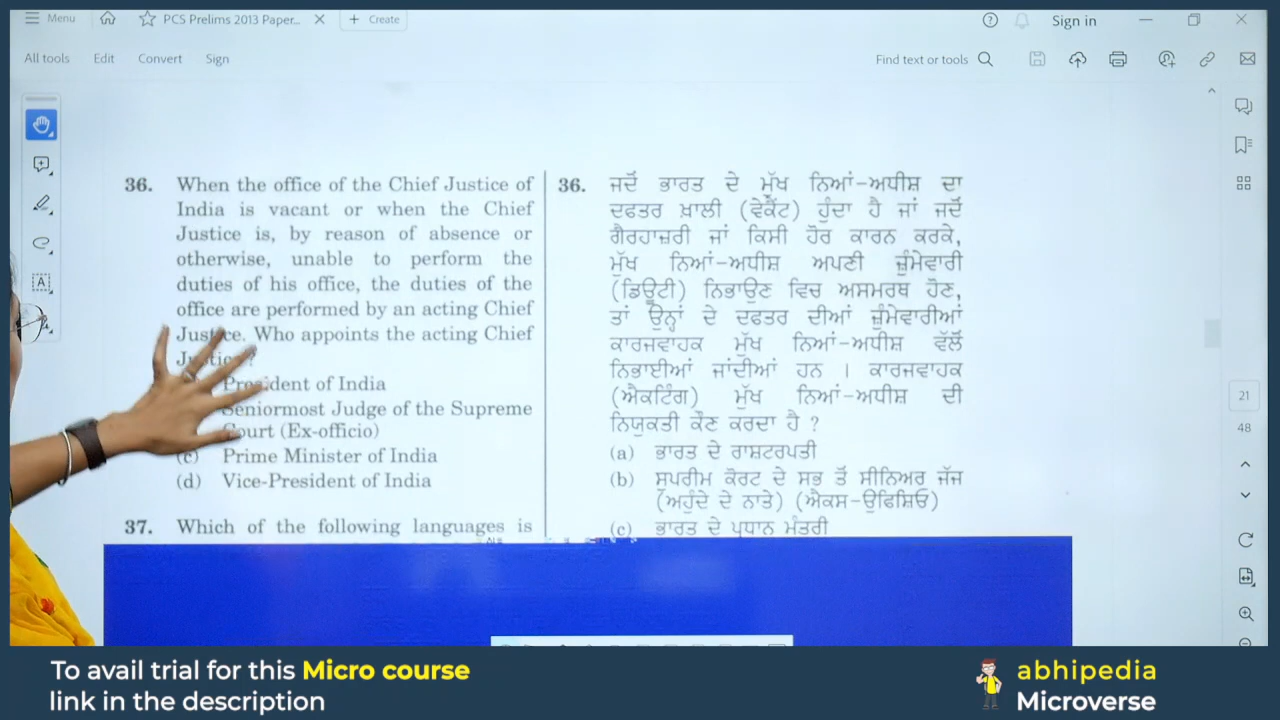 Menu
PCS Prelims 2013 Paper...
Create
Sign in
All tools
Edit
Convert
Sign
Find text or tools
36. When the office of the Chief Justice of
India is vacant or when the Chief
Justice is, by reason of absence or
otherwise, unable to perform the
duties of his office, the duties of the
office are performed by an acting Chief
Justice. Who appoints the acting Chief
Justice?
President of India
Seniormost Judge of the Supreme
Court (Ex-officio)
(c) Prime Minister of India
(d) Vice-President of India
37. Which of the following languages is
36. ਜਦੋਂ ਭਾਰਤ ਦੇ ਮੁੱਖ ਨਿਆਂ-ਅਧੀਸ਼ ਦਾ
ਦਫਤਰ ਖ਼ਾਲੀ (ਵੇਕੈਂਟ) ਹੁੰਦਾ ਹੈ ਜਾਂ ਜਦੋਂ
ਗੈਰਹਾਜ਼ਰੀ ਜਾਂ ਕਿਸੀ ਹੋਰ ਕਾਰਨ ਕਰਕੇ,
ਮੁੱਖ ਨਿਆਂ-ਅਧੀਸ਼ ਅਪਣੀ ਜ਼ੁੰਮੇਵਾਰੀ
(ਡਿਊਟੀ) ਨਿਭਾਉਣ ਵਿਚ ਅਸਮਰਥ ਹੋਣ,
ਤਾਂ ਉਨ੍ਹਾਂ ਦੇ ਦਫਤਰ ਦੀਆਂ ਜ਼ੁੰਮੇਵਾਰੀਆਂ
ਕਾਰਜਵਾਹਕ ਮੁੱਖ ਨਿਆਂ-ਅਧੀਸ਼ ਵੱਲੋਂ
ਨਿਭਾਈਆਂ ਜਾਂਦੀਆਂ ਹਨ । ਕਾਰਜਵਾਹਕ
(ਐਕਟਿੰਗ) ਮੁੱਖ ਨਿਆਂ-ਅਧੀਸ਼ ਦੀ
ਨਿਯੁਕਤੀ ਕੌਣ ਕਰਦਾ ਹੈ ?
(a) ਭਾਰਤ ਦੇ ਰਾਸ਼ਟਰਪਤੀ
(b) ਸੁਪਰੀਮ ਕੋਰਟ ਦੇ ਸਭ ਤੋਂ ਸੀਨਿਅਰ ਜੱਜ
(ਅਹੁੰਦੇ ਦੇ ਨਾਤੇ) (ਐਕਸ-ਉਫਿਸ਼ਿਓ)
(c) ਭਾਰਤ ਦੇ ਪ੍ਰਧਾਨ ਮੰਤਰੀ
21
48
To avail trial for this Micro course
link in the description
abhipedia
Microverse